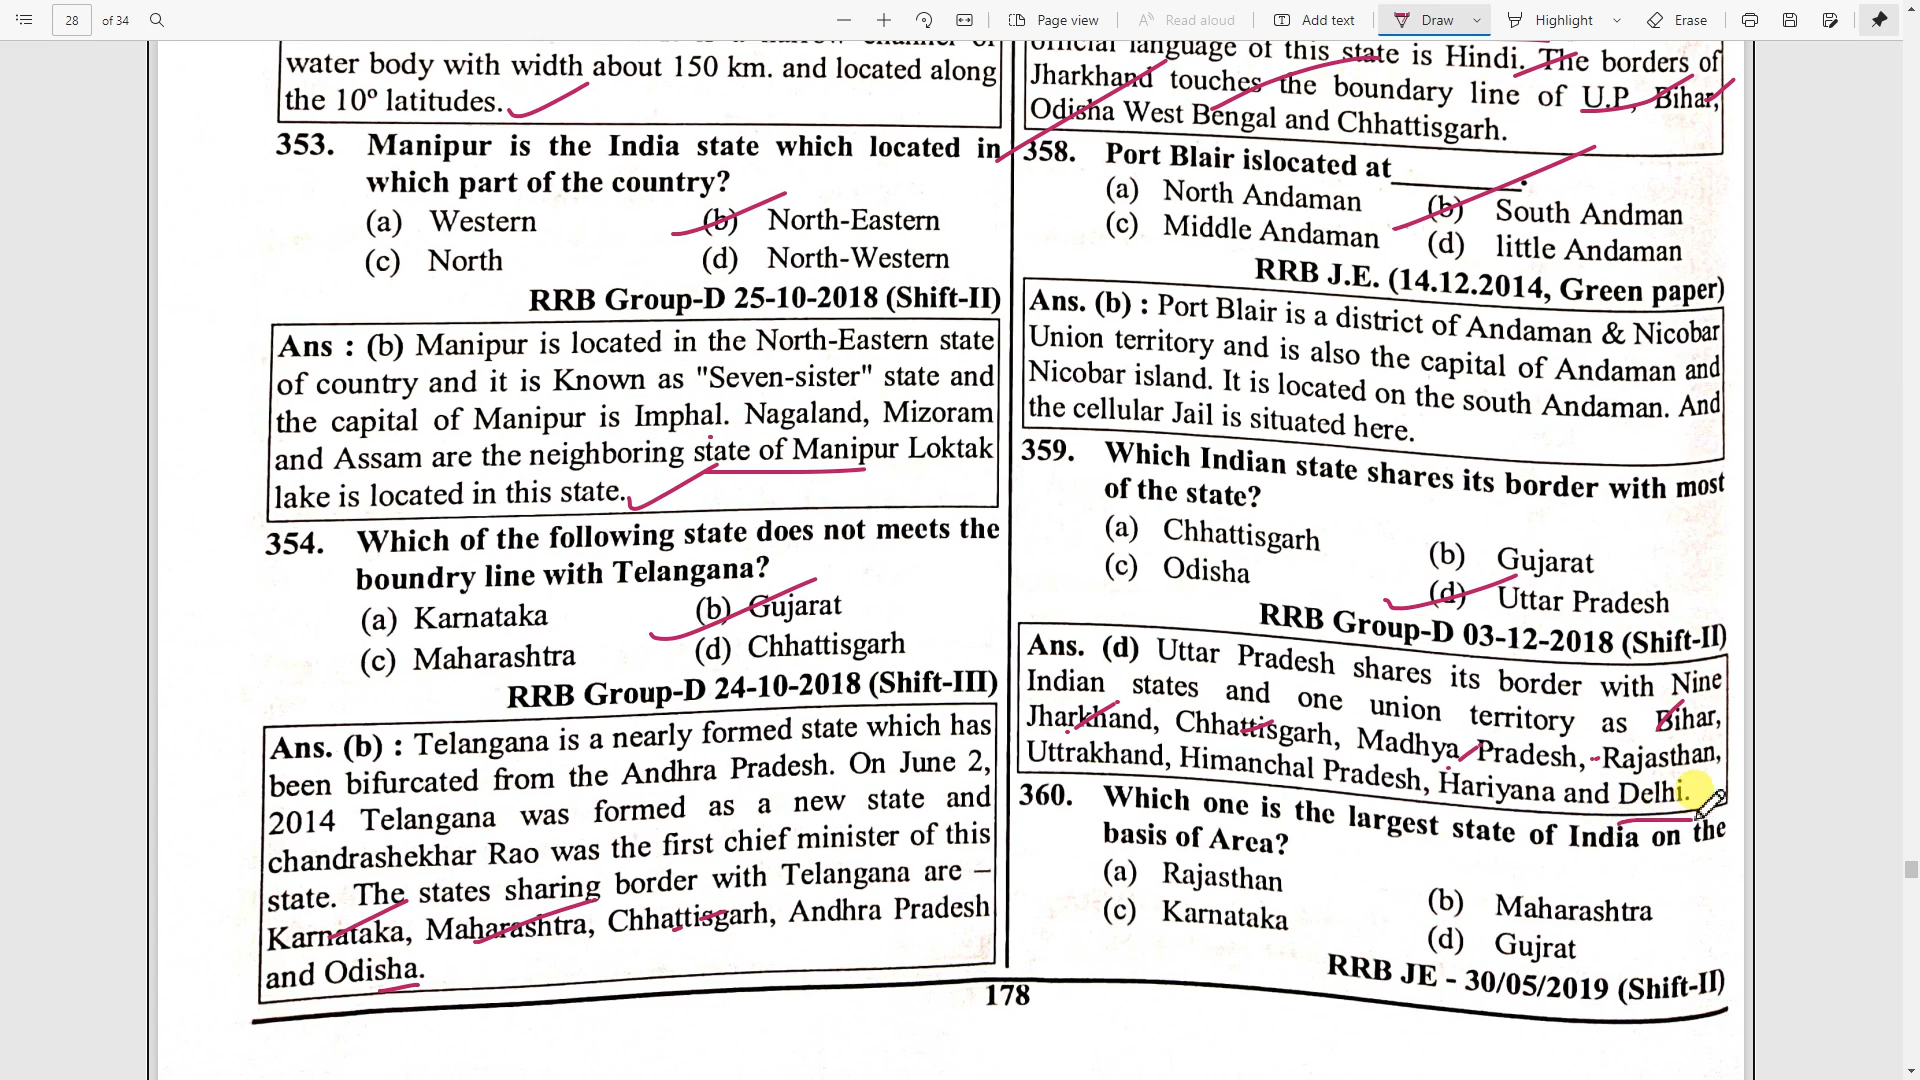 28
of 34
Page view
Read aloud
Add text
Draw
Highlight
Erase
water body with width about 150 km. and located along
the 10º latitudes.
353. Manipur is the India state which located in
which part of the country?
(a) Western (b) North-Eastern
(c) North (d) North-Western
RRB Group-D 25-10-2018 (Shift-II)
Ans : (b) Manipur is located in the North-Eastern state
of country and it is Known as "Seven-sister" state and
the capital of Manipur is Imphal. Nagaland, Mizoram
and Assam are the neighboring state of Manipur Loktak
lake is located in this state.
354. Which of the following state does not meets the
boundry line with Telangana?
(a) Karnataka (b) Gujarat
(c) Maharashtra (d) Chhattisgarh
RRB Group-D 24-10-2018 (Shift-III)
Ans. (b) : Telangana is a nearly formed state which has
been bifurcated from the Andhra Pradesh. On June 2,
2014 Telangana was formed as a new state and
chandrashekhar Rao was the first chief minister of this
state. The states sharing border with Telangana are –
Karnataka, Maharashtra, Chhattisgarh, Andhra Pradesh
and Odisha.
official language of this state is Hindi. The borders of
Jharkhand touches the boundary line of U.P, Bihar,
Odisha West Bengal and Chhattisgarh.
358. Port Blair islocated at________.
(a) North Andaman (b) South Andman
(c) Middle Andaman (d) little Andaman
RRB J.E. (14.12.2014, Green paper)
Ans. (b) : Port Blair is a district of Andaman & Nicobar
Union territory and is also the capital of Andaman and
Nicobar island. It is located on the south Andaman. And
the cellular Jail is situated here.
359. Which Indian state shares its border with most
of the state?
(a) Chhattisgarh (b) Gujarat
(c) Odisha (d) Uttar Pradesh
RRB Group-D 03-12-2018 (Shift-II)
Ans. (d) Uttar Pradesh shares its border with Nine
Indian states and one union territory as Bihar,
Jharkhand, Chhattisgarh, Madhya Pradesh, Rajasthan,
Uttrakhand, Himanchal Pradesh, Hariyana and Delhi.
360. Which one is the largest state of India on the
basis of Area?
(a) Rajasthan (b) Maharashtra
(c) Karnataka (d) Gujrat
RRB JE - 30/05/2019 (Shift-II)
178